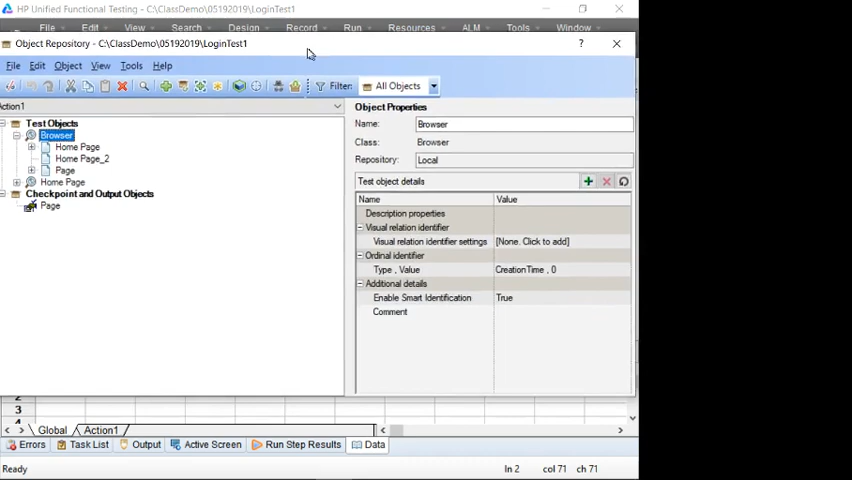 HP Unified Functional Testing - C:\ClassDemo\05192019\LoginTest1
File Edit View Search Design Record Run Resources ALM Tools Window
Object Repository - C:\ClassDemo\05192019\LoginTest1
File Edit Object View Tools Help
Filter: All Objects
Action1
Object Properties
Test Objects
Browser
Home Page
Home Page_2
Page
Home Page
Checkpoint and Output Objects
Page
Name: Browser
Class: Browser
Repository: Local
Test object details
Name Value
Description properties
Visual relation identifier
Visual relation identifier settings [None. Click to add]
Ordinal identifier
Type , Value CreationTime , 0
Additional details
Enable Smart Identification True
Comment
2
3
4
Global Action1
Errors Task List Output Active Screen Run Step Results Data
Ready ln 2 col 71 ch 71